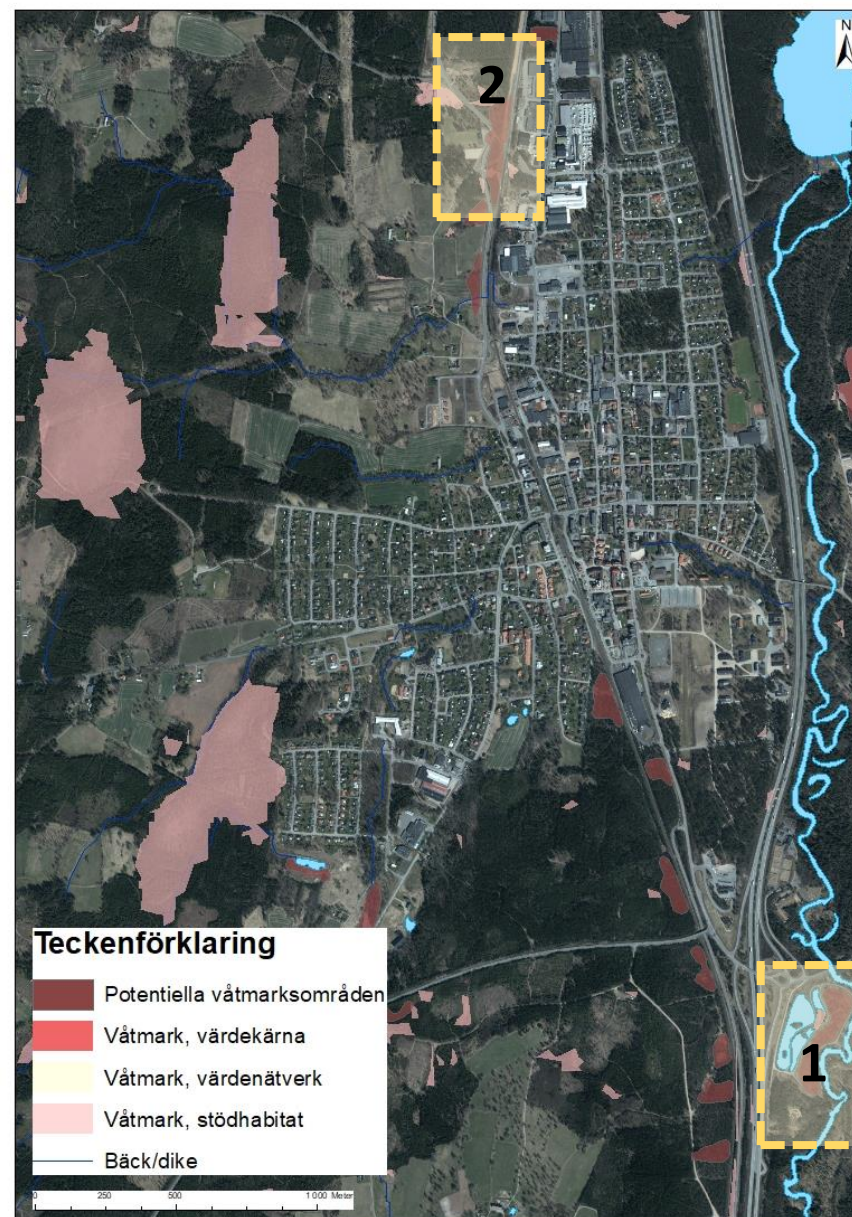 N
2
1
Teckenförklaring
Potentiella våtmarksområden
Våtmark, värdekärna
Våtmark, värdenätverk
Våtmark, stödhabitat
Bäck/dike
0 250 500 1 000 Meter